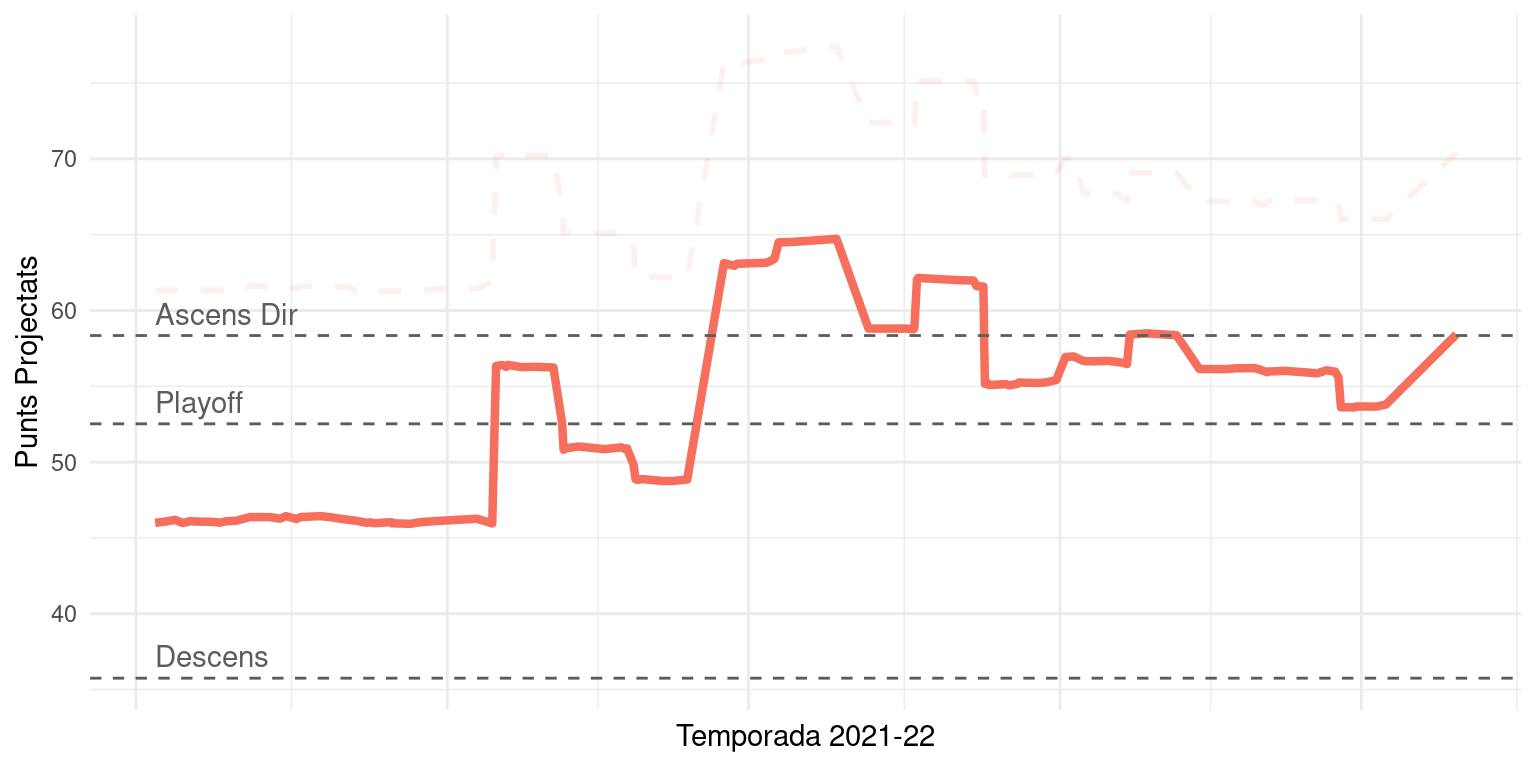 70
60
50
40
Punts Projectats
Ascens Dir
Playoff
Descens
Temporada 2021-22